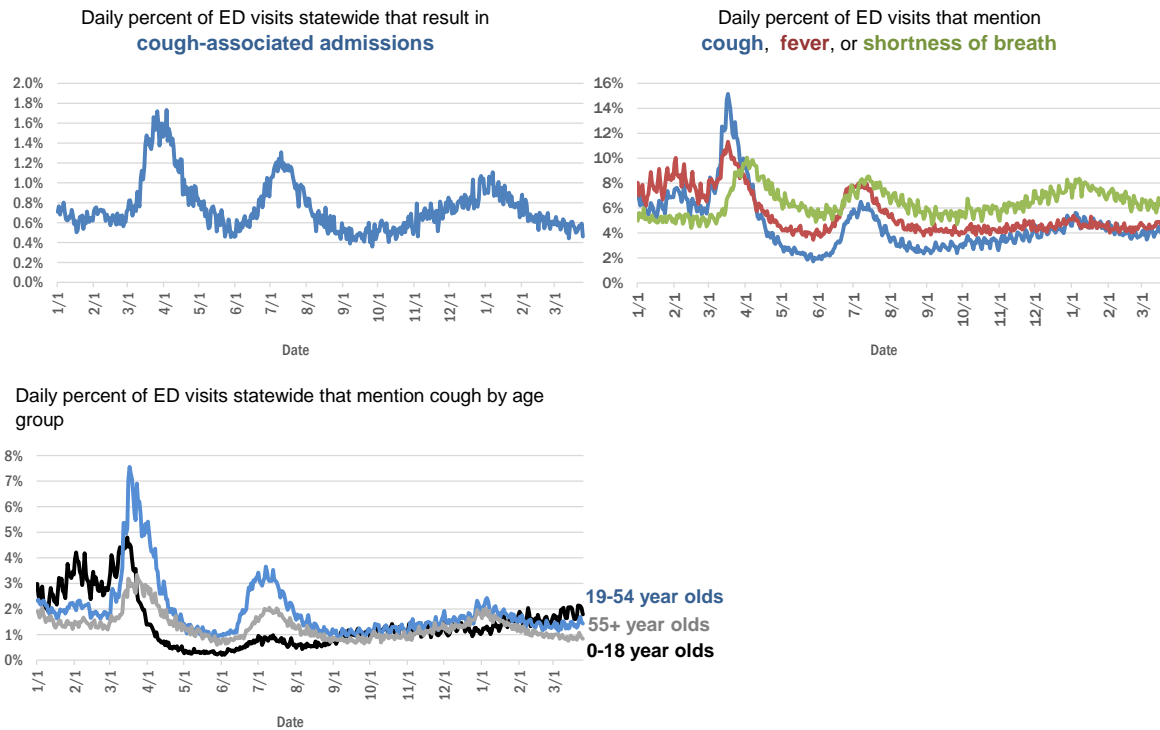 Daily percent of ED visits statewide that result in
cough-associated admissions
2.0%
1.8%
1.6%
1.4%
1.2%
1.0%
0.8%
0.6%
0.4%
0.2%
0.0%
1/1 2/1 3/1 4/1 5/1 6/1 7/1 8/1 9/1 10/1 11/1 12/1 1/1 2/1 3/1
Date
Daily percent of ED visits that mention
cough, fever, or shortness of breath
16%
14%
12%
10%
8%
6%
4%
2%
0%
1/1 2/1 3/1 4/1 5/1 6/1 7/1 8/1 9/1 10/1 11/1 12/1 1/1 2/1 3/1
Date
Daily percent of ED visits statewide that mention cough by age
group
8%
7%
6%
5%
4%
3%
2%
1%
0%
1/1 2/1 3/1 4/1 5/1 6/1 7/1 8/1 9/1 10/1 11/1 12/1 1/1 2/1 3/1
Date
19-54 year olds
55+ year olds
0-18 year olds